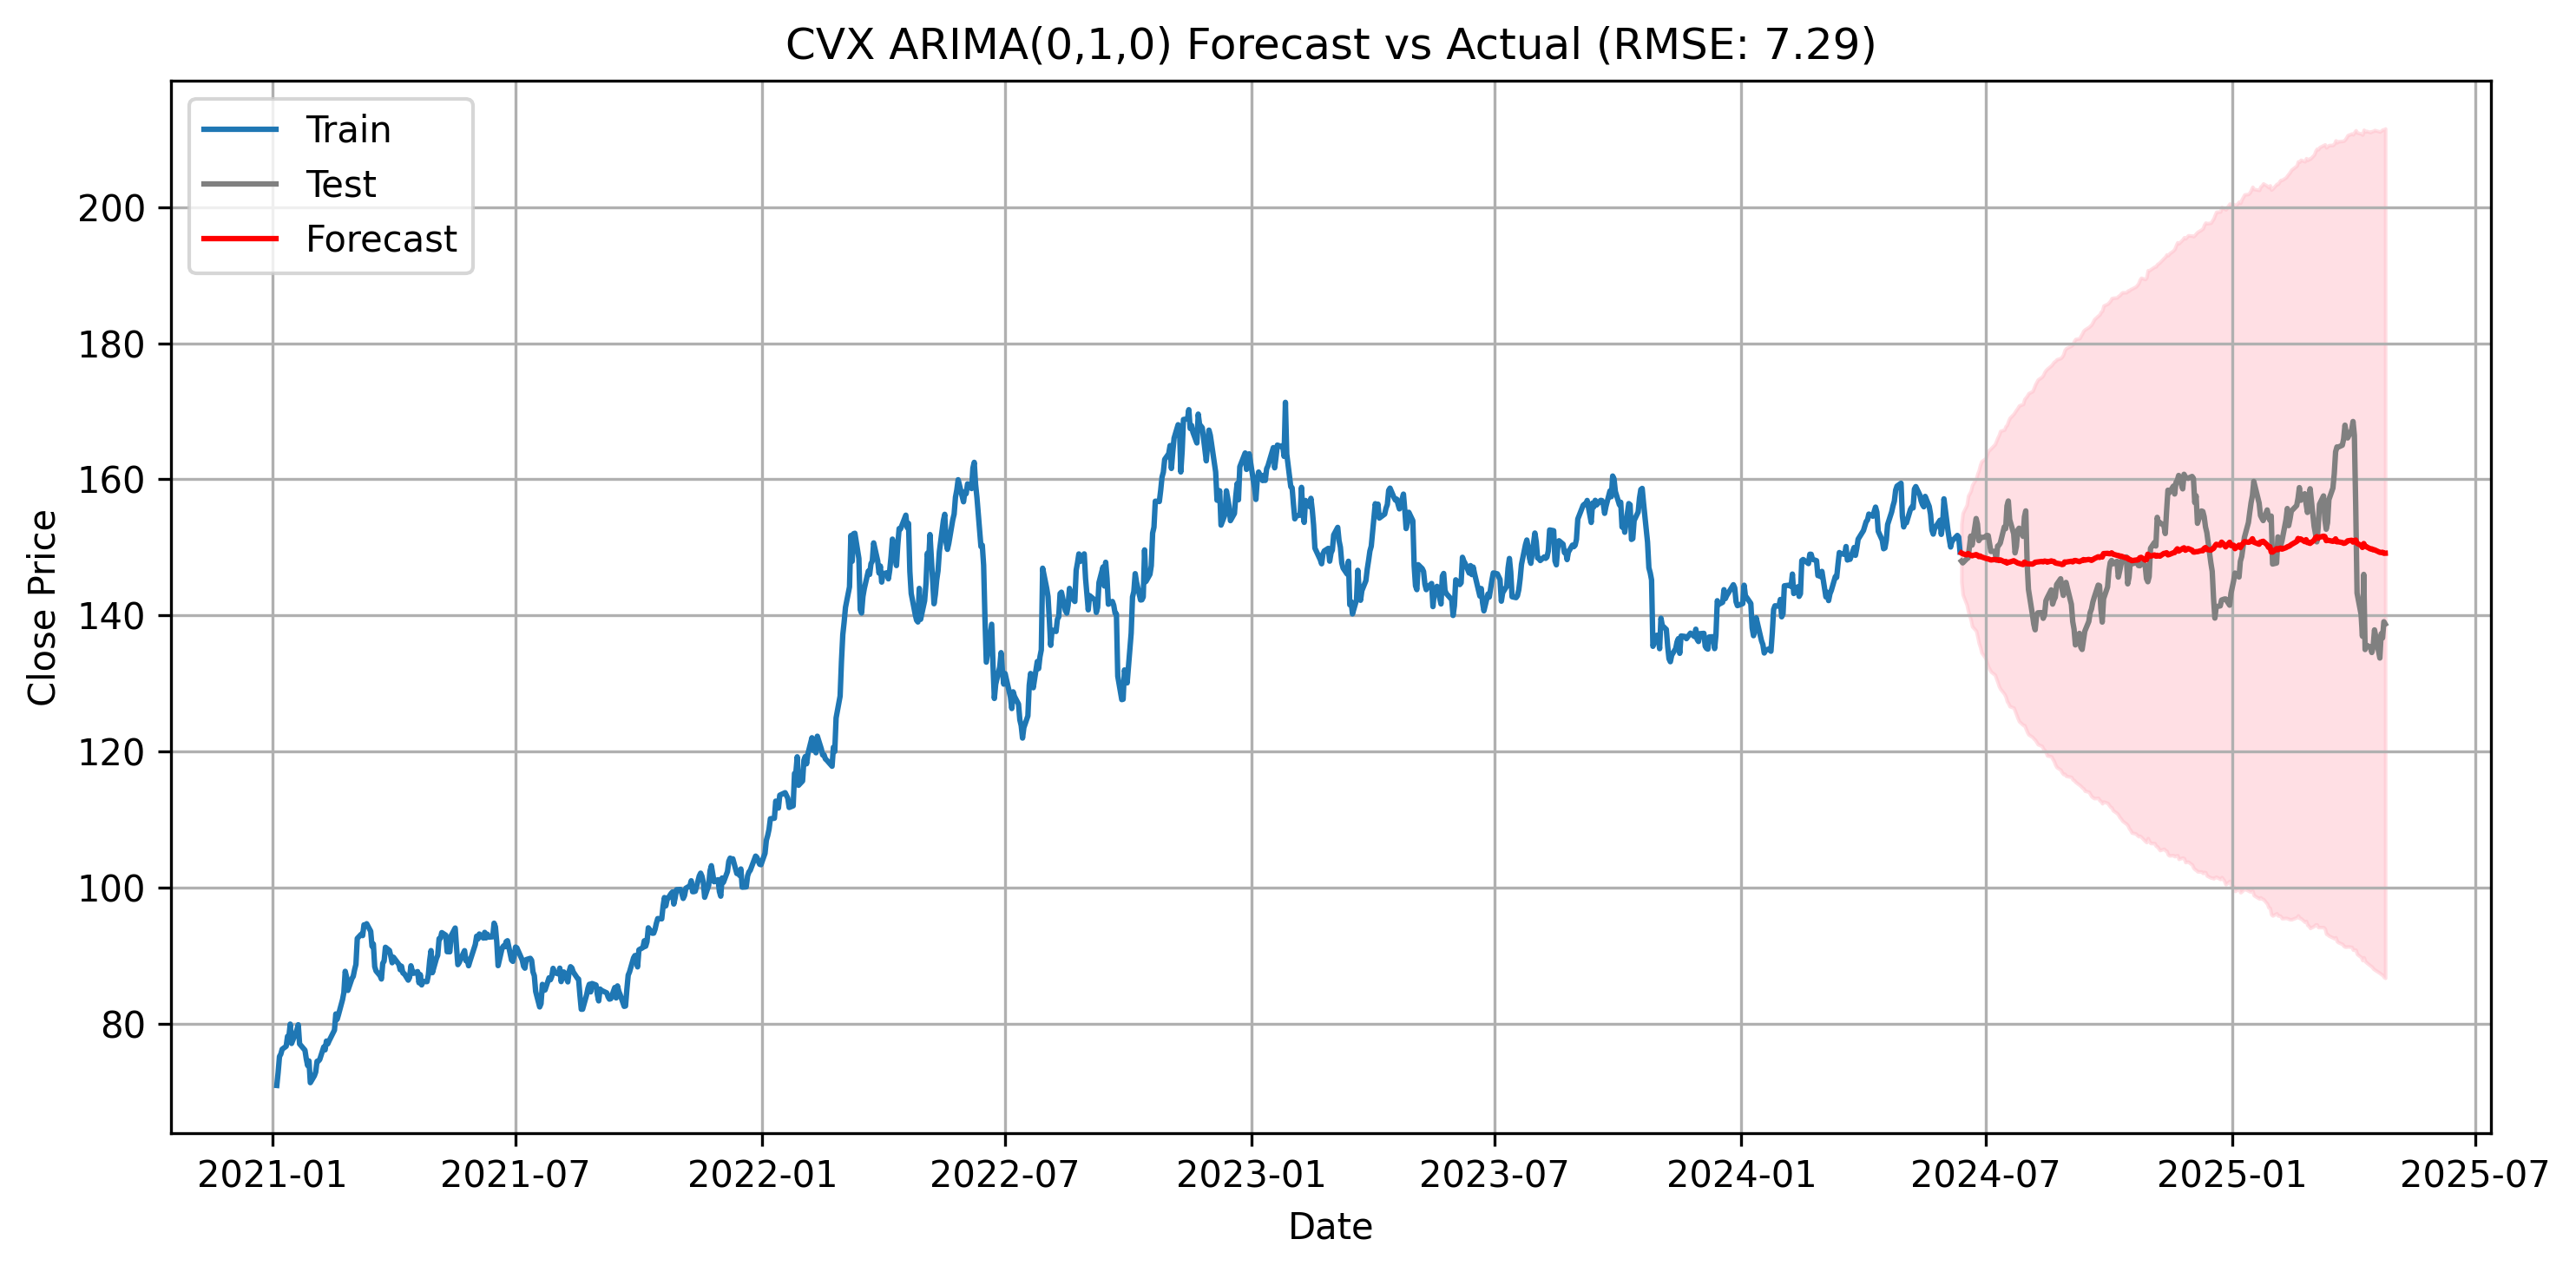 CVX ARIMA(0,1,0) Forecast vs Actual (RMSE: 7.29)
Train
Test
Forecast
200
180
160
140
120
100
80
Close Price
2021-01 2021-07 2022-01 2022-07 2023-01 2023-07 2024-01 2024-07 2025-01 2025-07
Date